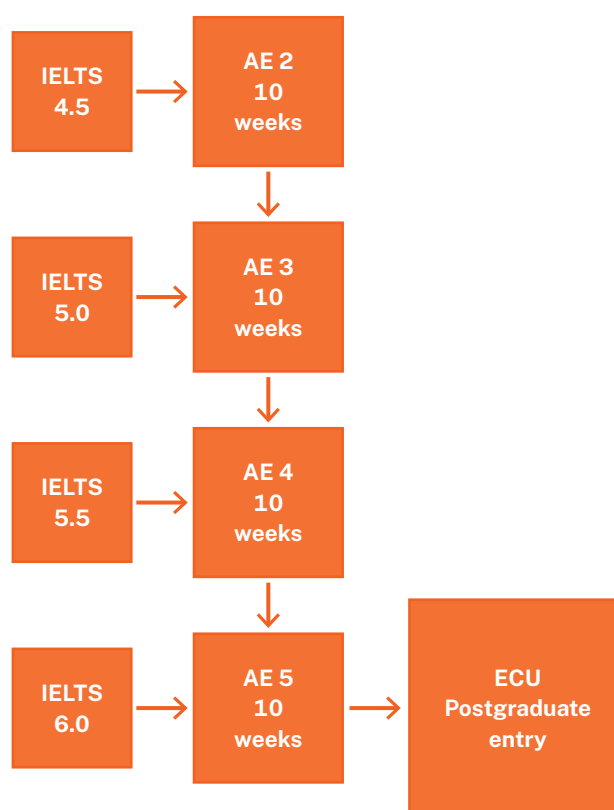 IELTS
4.5
AE 2
10
weeks
IELTS
5.0
AE 3
10
weeks
IELTS
5.5
AE 4
10
weeks
IELTS
6.0
AE 5
10
weeks
ECU
Postgraduate
entry